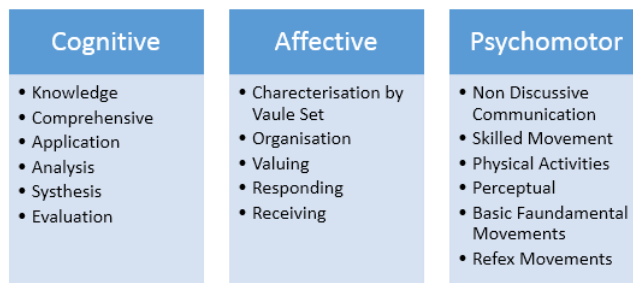 Cognitive
• Knowledge
• Comprehensive
• Application
• Analysis
• Systhesis
• Evaluation
Affective
• Charecterisation by
Vaule Set
• Organisation
• Valuing
• Responding
• Receiving
Psychomotor
• Non Discussive
Communication
• Skilled Movement
• Physical Activities
• Perceptual
• Basic Faundamental
Movements
• Refex Movements